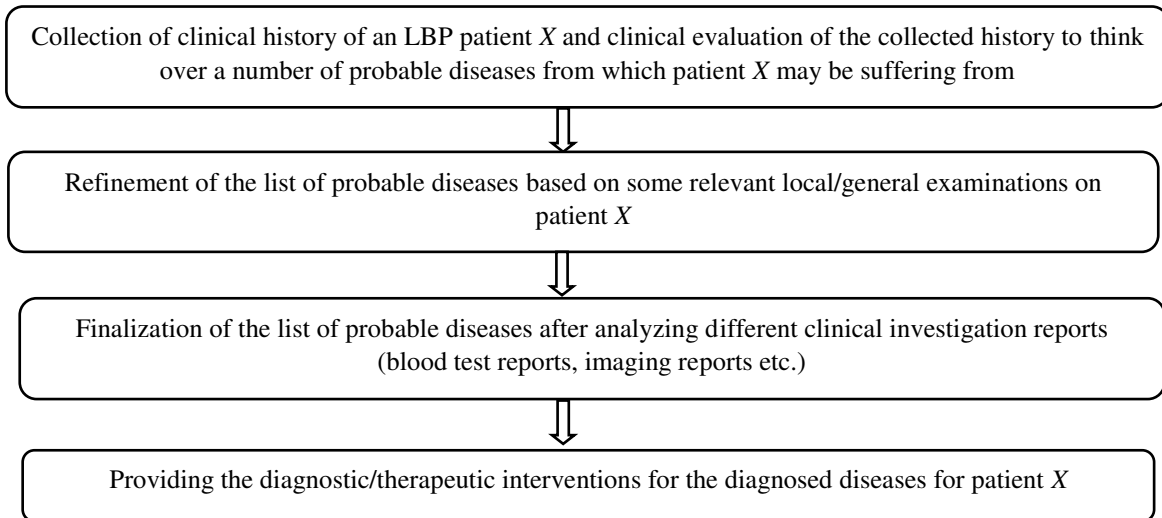 Collection of clinical history of an LBP patient X and clinical evaluation of the collected history to think
over a number of probable diseases from which patient X may be suffering from
Refinement of the list of probable diseases based on some relevant local/general examinations on
patient X
Finalization of the list of probable diseases after analyzing different clinical investigation reports
(blood test reports, imaging reports etc.)
Providing the diagnostic/therapeutic interventions for the diagnosed diseases for patient X